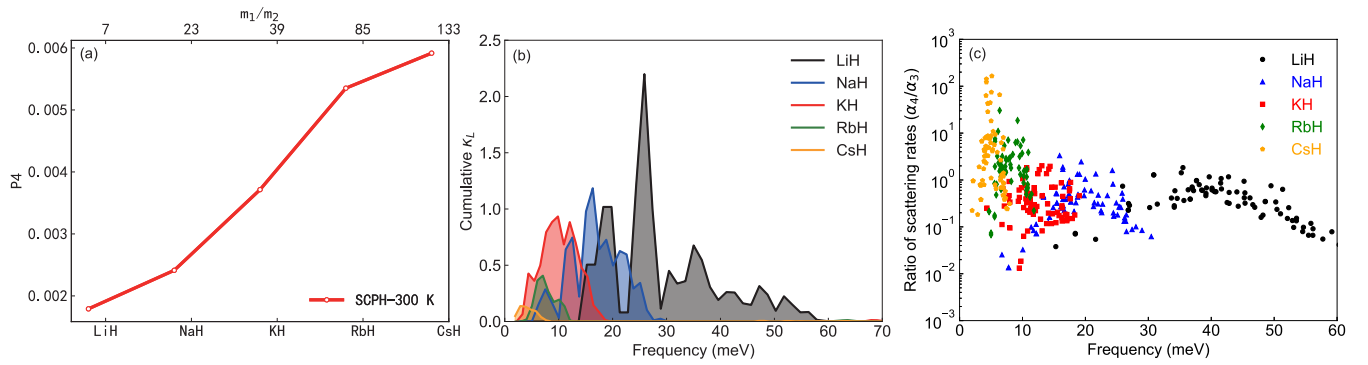 m₁/m₂
7 23 39 85 133
(a)
0.006
0.005
0.004
0.003
0.002
P4
SCPH–300 K
LiH NaH KH RbH CsH
(b)
2.5
2.0
1.5
1.0
0.5
0.0
Cumulative κ_L
LiH
NaH
KH
RbH
CsH
0 10 20 30 40 50 60 70
Frequency (meV)
(c)
10³
10²
10¹
10⁰
10⁻¹
10⁻²
10⁻³
Ratio of scattering rates (α₄/α₃)
LiH
NaH
KH
RbH
CsH
0 10 20 30 40 50 60
Frequency (meV)